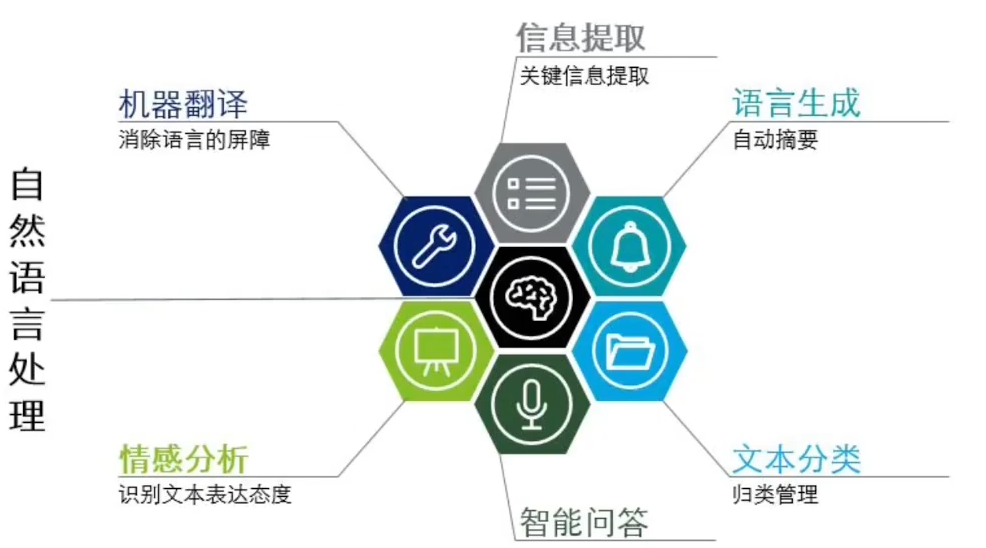 自然语言处理
信息提取
关键信息提取
机器翻译
消除语言的屏障
语言生成
自动摘要
情感分析
识别文本表达态度
文本分类
归类管理
智能问答